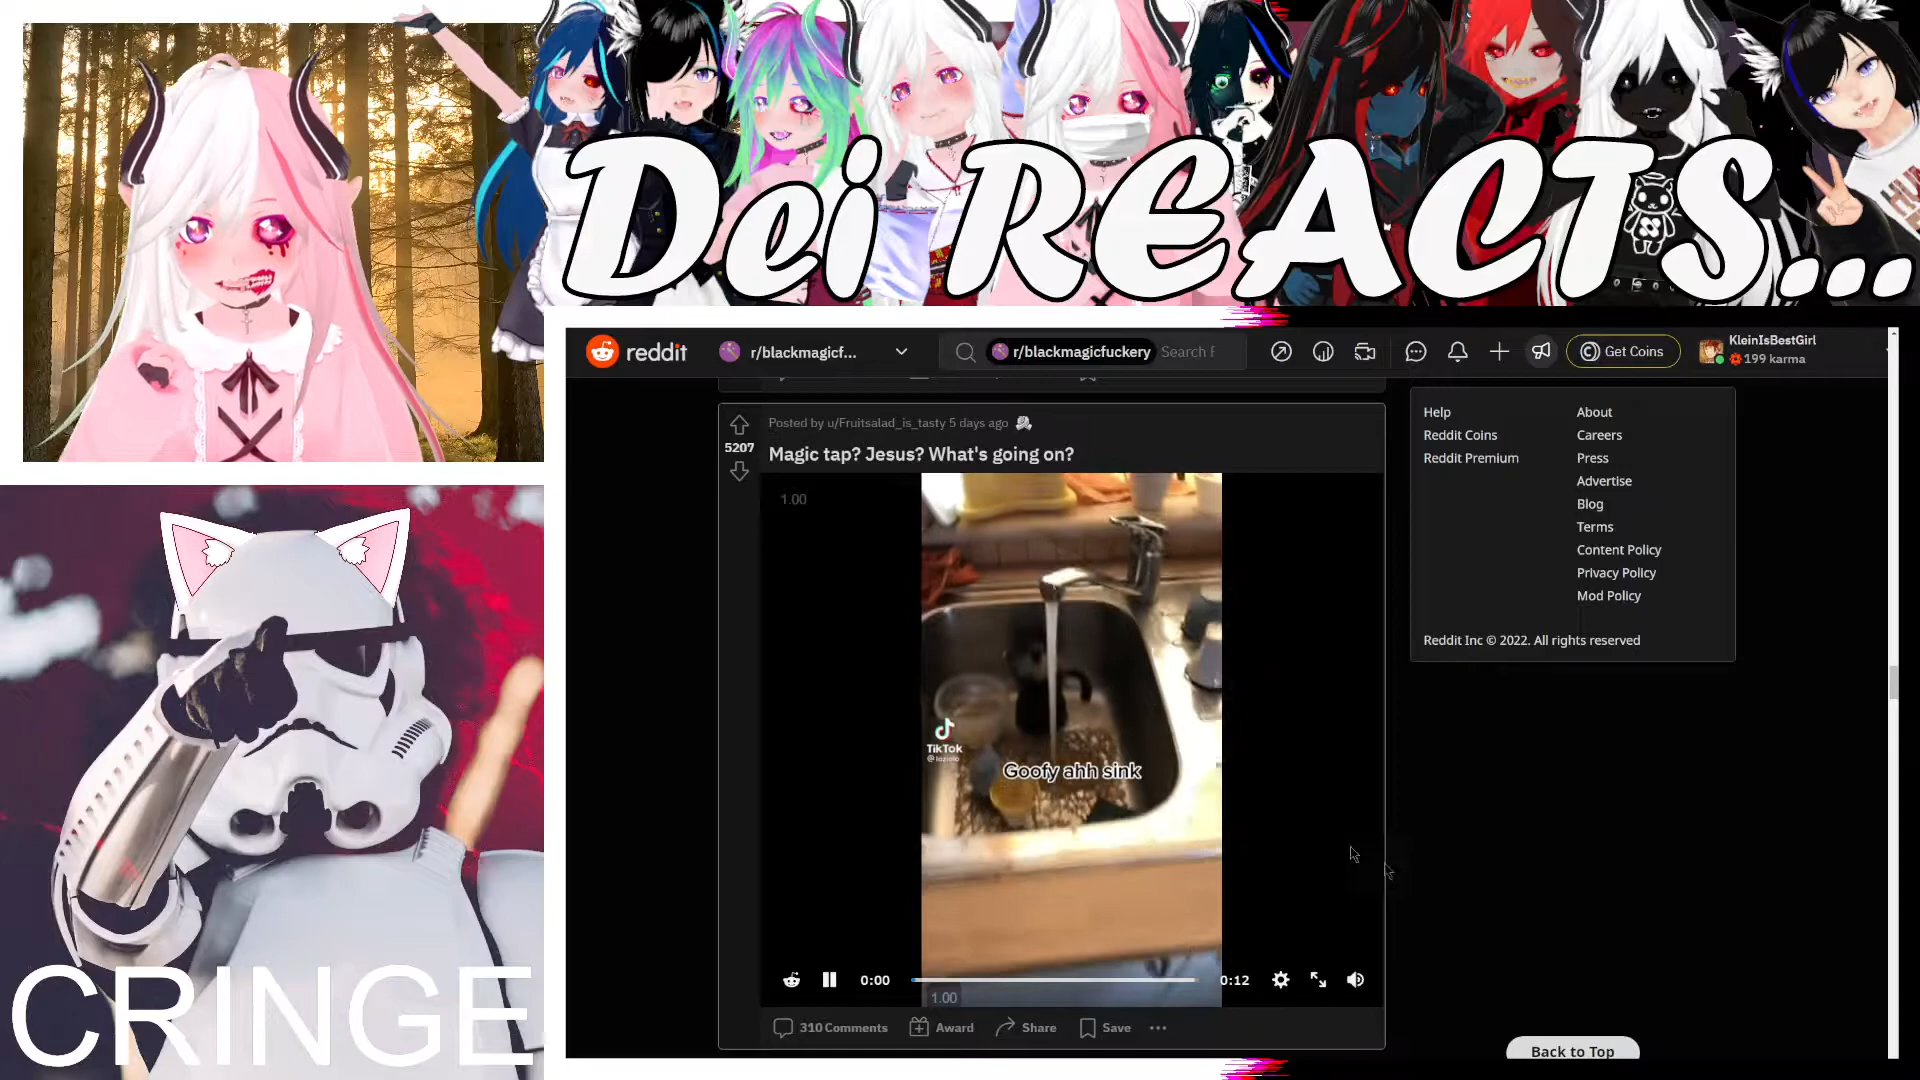 Dei REACTS...
reddit
r/blackmagicf...
r/blackmagicfuckery
Search f
Get Coins
KleinIsBestGirl
199 karma
Posted by u/Fruitsalad_is_tasty 5 days ago
5207
Magic tap? Jesus? What's going on?
1.00
TikTok
Goofy ahh sink
0:00
0:12
1.00
310 Comments
Award
Share
Save
Help
Reddit Coins
Reddit Premium
About
Careers
Press
Advertise
Blog
Terms
Content Policy
Privacy Policy
Mod Policy
Reddit Inc © 2022. All rights reserved
Back to Top
CRINGE